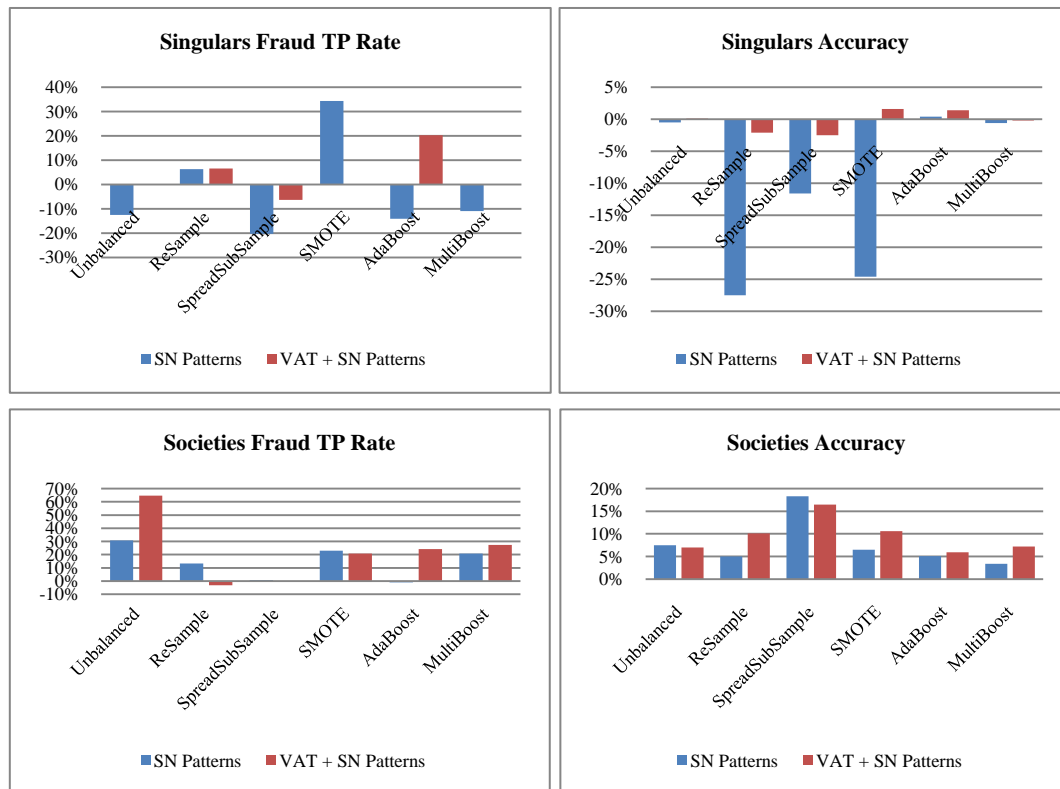 Singulars Fraud TP Rate
40%
30%
20%
10%
0%
-10%
-20%
-30%
Unbalanced
ReSample
SpreadSubSample
SMOTE
AdaBoost
MultiBoost
SN Patterns VAT + SN Patterns
Singulars Accuracy
5%
0%
-5%
-10%
-15%
-20%
-25%
-30%
Unbalanced
ReSample
SpreadSubSample
SMOTE
AdaBoost
MultiBoost
SN Patterns VAT + SN Patterns
Societies Fraud TP Rate
70%
60%
50%
40%
30%
20%
10%
0%
-10%
Unbalanced
ReSample
SpreadSubSample
SMOTE
AdaBoost
MultiBoost
SN Patterns VAT + SN Patterns
Societies Accuracy
20%
15%
10%
5%
0%
Unbalanced
ReSample
SpreadSubSample
SMOTE
AdaBoost
MultiBoost
SN Patterns VAT + SN Patterns